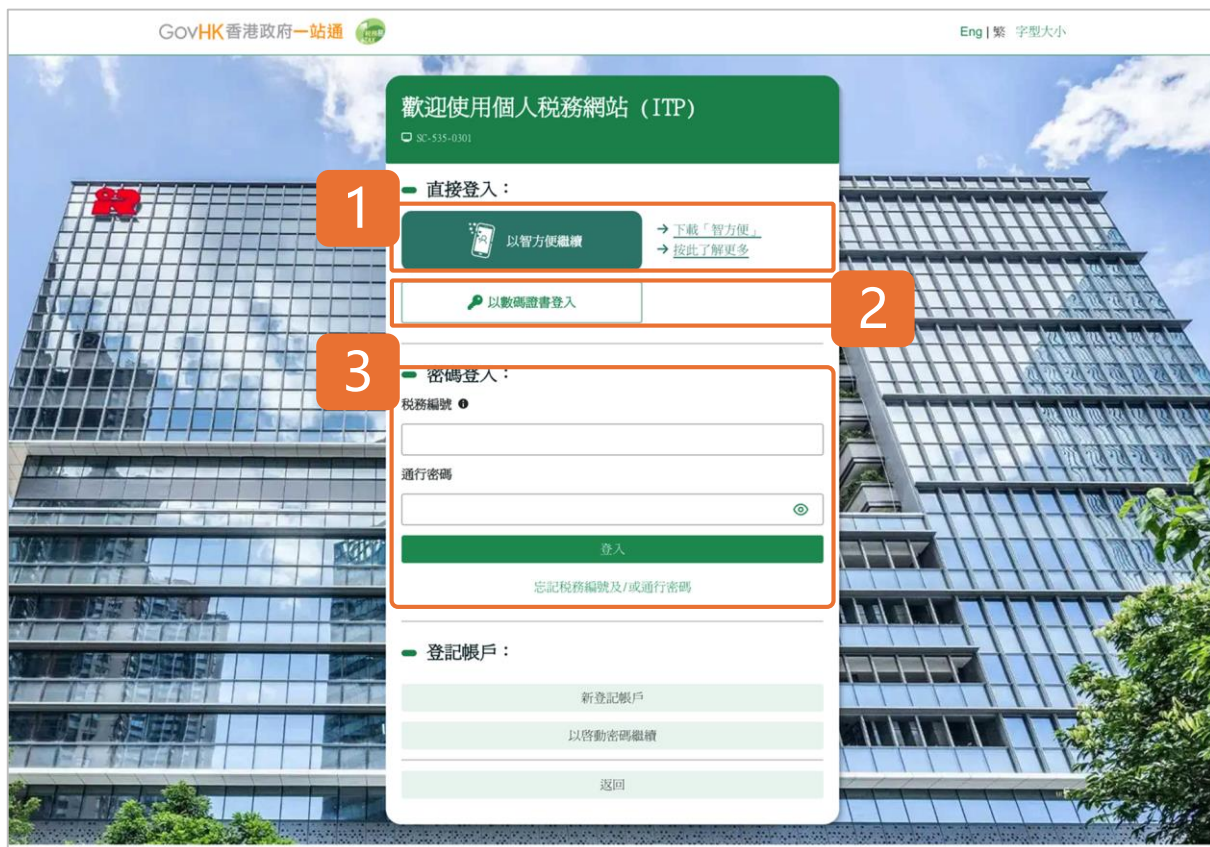 GovHK香港政府一站通
Eng | 繁 字型大小
歡迎使用個人稅務網站 (ITP)
SC-535-0301
1
直接登入：
以智方便繼續
→ 下載「智方便」
→ 按此了解更多
以數碼證書登入
2
3
密碼登入：
稅務編號
通行密碼
登入
忘記稅務編號及/或通行密碼
登記帳戶：
新登記帳戶
以啓動密碼繼續
返回